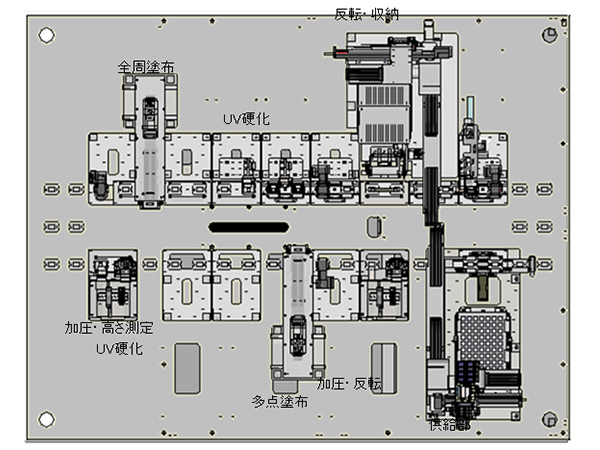 反転・収納
全周塗布
UV硬化
加圧・高さ測定
UV硬化
加圧・反転
多点塗布
供給部